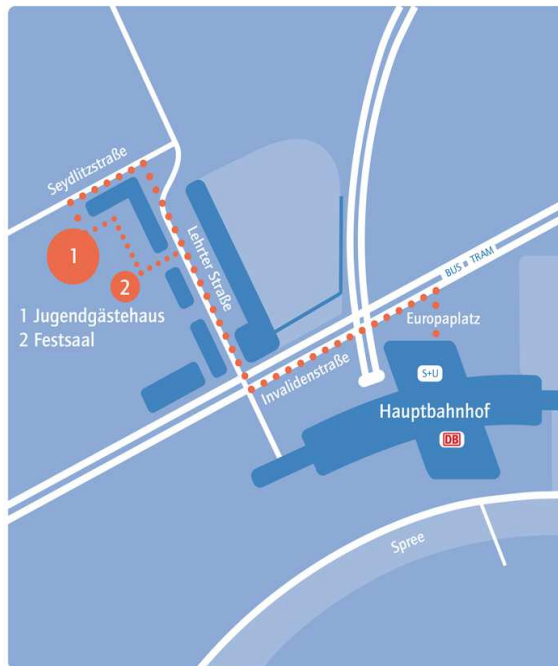 Seydlitzstraße
Lehrter Straße
1
2
1 Jugendgästehaus
2 Festsaal
BUS TRAM
Europaplatz
Invalidenstraße
S+U
Hauptbahnhof
DB
Spree